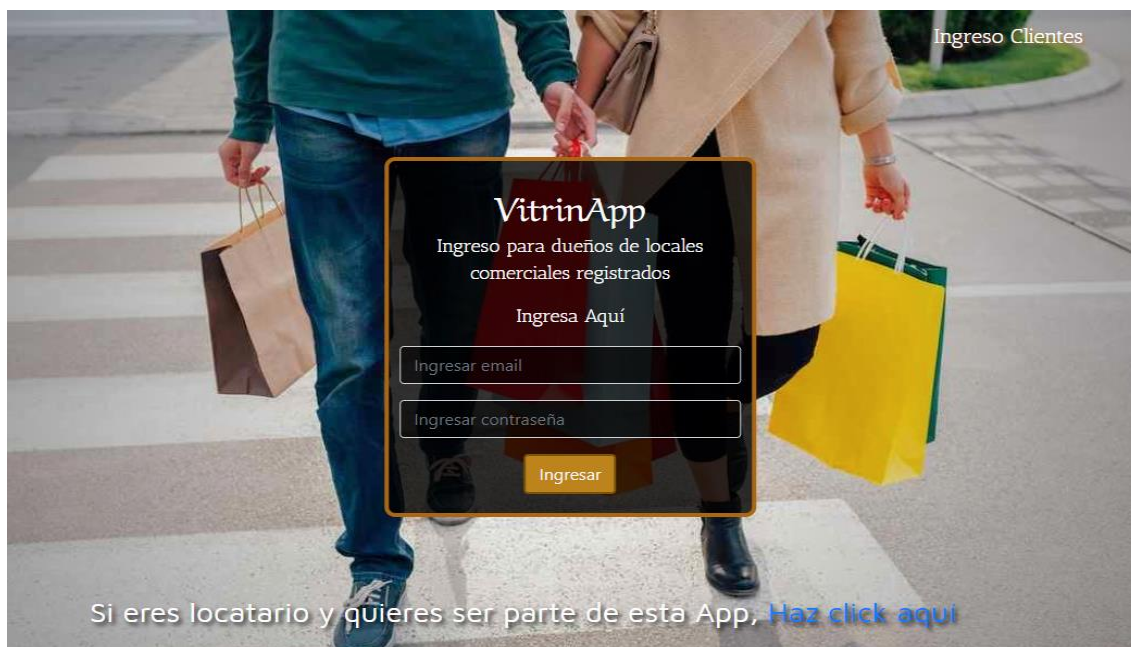 Ingreso Clientes
VitrinApp
Ingreso para dueños de locales
comerciales registrados
Ingresa Aquí
Ingresar email
Ingresar contraseña
Ingresar
Si eres locatario y quieres ser parte de esta App, Haz click aqui